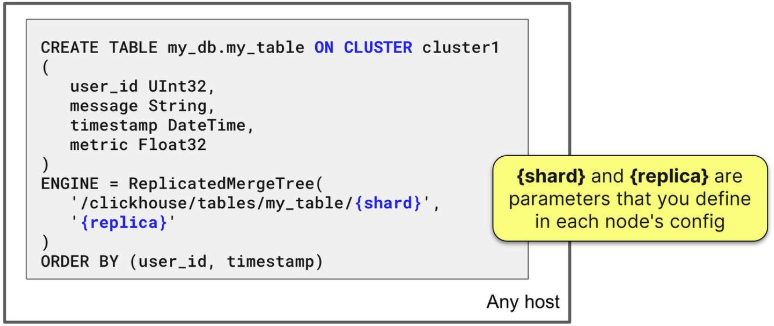 CREATE TABLE my_db.my_table ON CLUSTER cluster1
(
user_id UInt32,
message String,
timestamp DateTime,
metric Float32
)
ENGINE = ReplicatedMergeTree(
'/clickhouse/tables/my_table/{shard}',
'{replica}'
)
ORDER BY (user_id, timestamp)
{shard} and {replica} are
parameters that you define
in each node's config
Any host